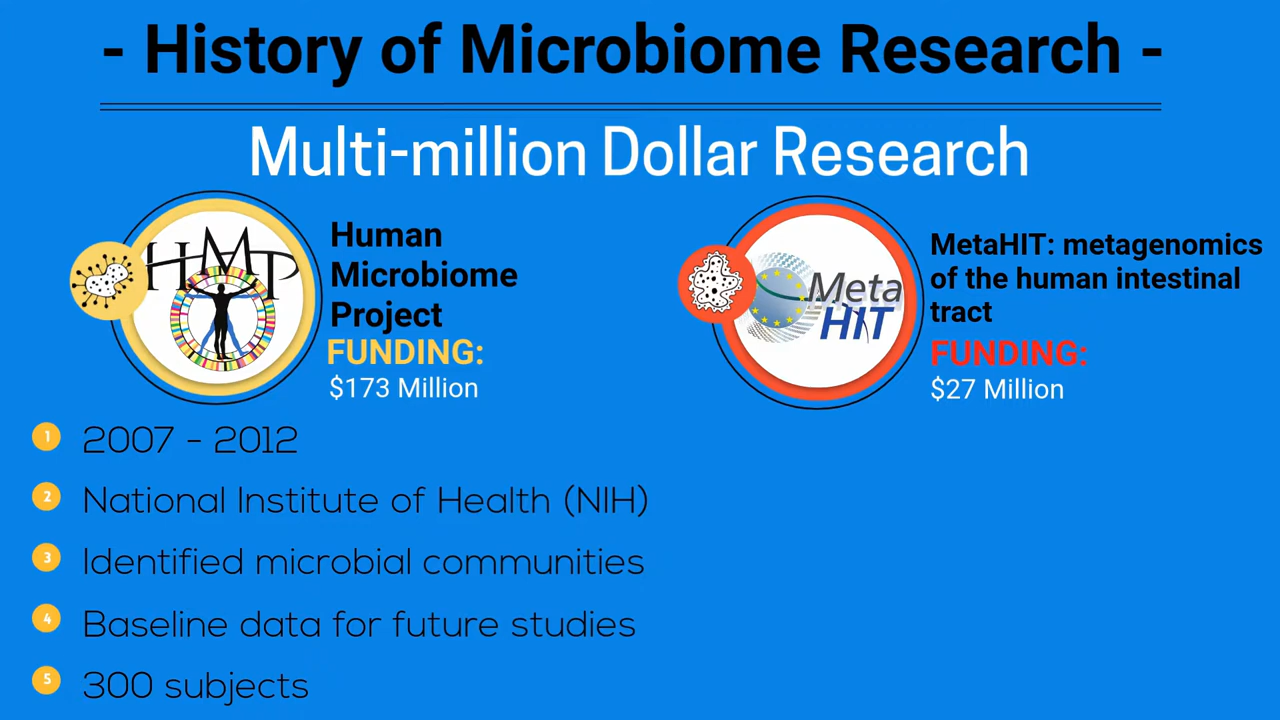 - History of Microbiome Research -
Multi-million Dollar Research
HMP
Human
Microbiome
Project
FUNDING:
$173 Million
Meta
HIT
MetaHIT: metagenomics
of the human intestinal
tract
FUNDING:
$27 Million
1 2007 - 2012
2 National Institute of Health (NIH)
3 Identified microbial communities
4 Baseline data for future studies
5 300 subjects